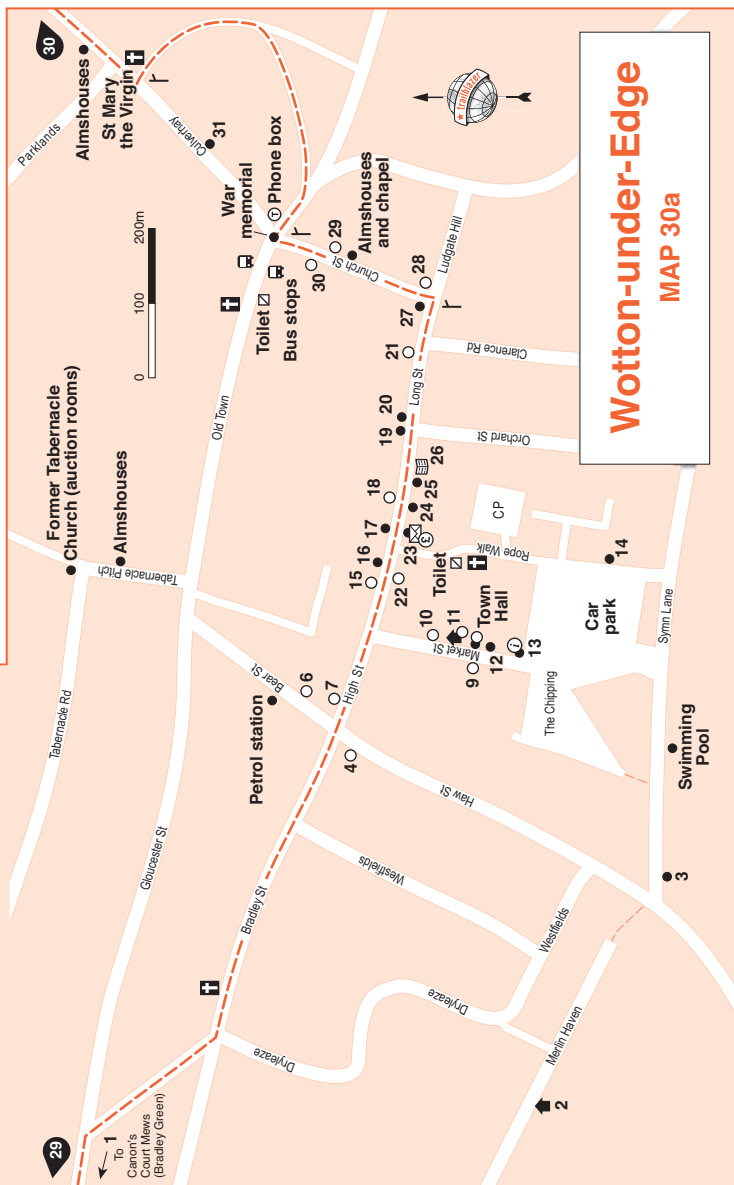 Wotton-under-Edge
MAP 30a
trailblazer
0
100
200m
29
1
To
Canon's
Court Mews
(Bradley Green)
30
Almshouses
St Mary
the Virgin
Parklands
Culverhay
31
War
memorial
T
Phone box
Former Tabernacle
Church (auction rooms)
Almshouses
Tabernacle Pitch
Tabernacle Rd
Gloucester St
Old Town
Toilet
Bus stops
30
29
Church St
Almshouses
and chapel
28
27
Ludgate Hill
Clarence Rd
21
Long St
20
19
Orchard St
26
25
24
23
£
18
17
16
15
22
Rope Walk
CP
Toilet
Bear St
Petrol station
6
7
High St
4
10
11
Town
Hall
Market St
9
12
i
13
The Chipping
Car
park
14
Symn Lane
Swimming
Pool
3
Haw St
Bradley St
Westfields
Westfields
Dryleaze
Dryleaze
Merlin Haven
2